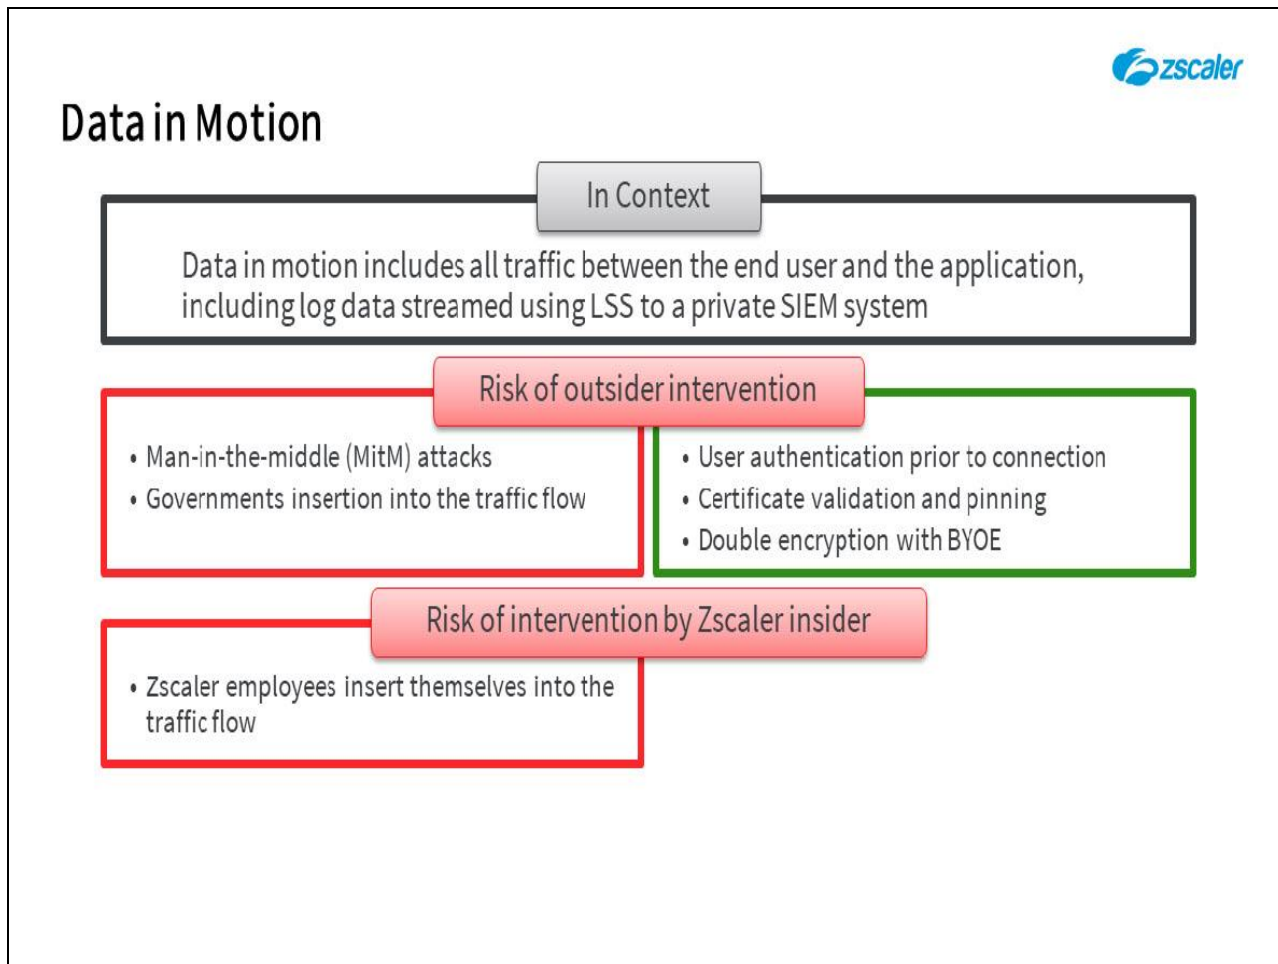 zscaler
Data in Motion
In Context
Data in motion includes all traffic between the end user and the application,
including log data streamed using LSS to a private SIEM system
Risk of outsider intervention
• Man-in-the-middle (MitM) attacks
• Governments insertion into the traffic flow
• User authentication prior to connection
• Certificate validation and pinning
• Double encryption with BYOE
Risk of intervention by Zscaler insider
• Zscaler employees insert themselves into the
traffic flow